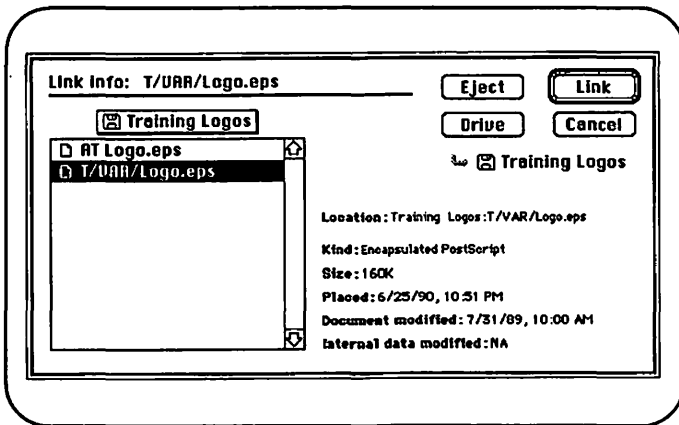 Link info: T/VAR/Logo.eps
Eject
Link
Training Logos
Drive
Cancel
AT Logo.eps
T/VAR/Logo.eps
Training Logos
Location: Training Logos:T/VAR/Logo.eps
Kind: Encapsulated PostScript
Size: 160K
Placed: 6/25/90, 10:51 PM
Document modified: 7/31/89, 10:00 AM
Internal data modified: NA